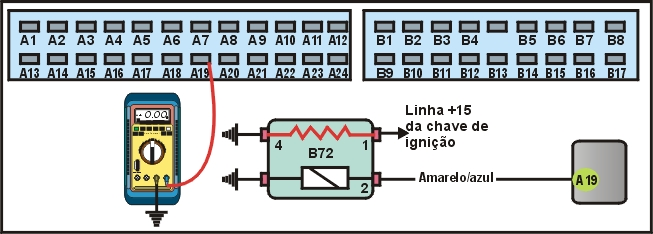 A1 A2 A3 A4 A5 A6 A7 A8 A9 A10 A11 A12
A13 A14 A15 A16 A17 A18 A19 A20 A21 A22 A23 A24
B1 B2 B3 B4 B5 B6 B7 B8
B9 B10 B11 B12 B13 B14 B15 B16 B17
+0.00
4 B72 1
2
Linha +15
da chave de
ignição
Amarelo/azul
A 19